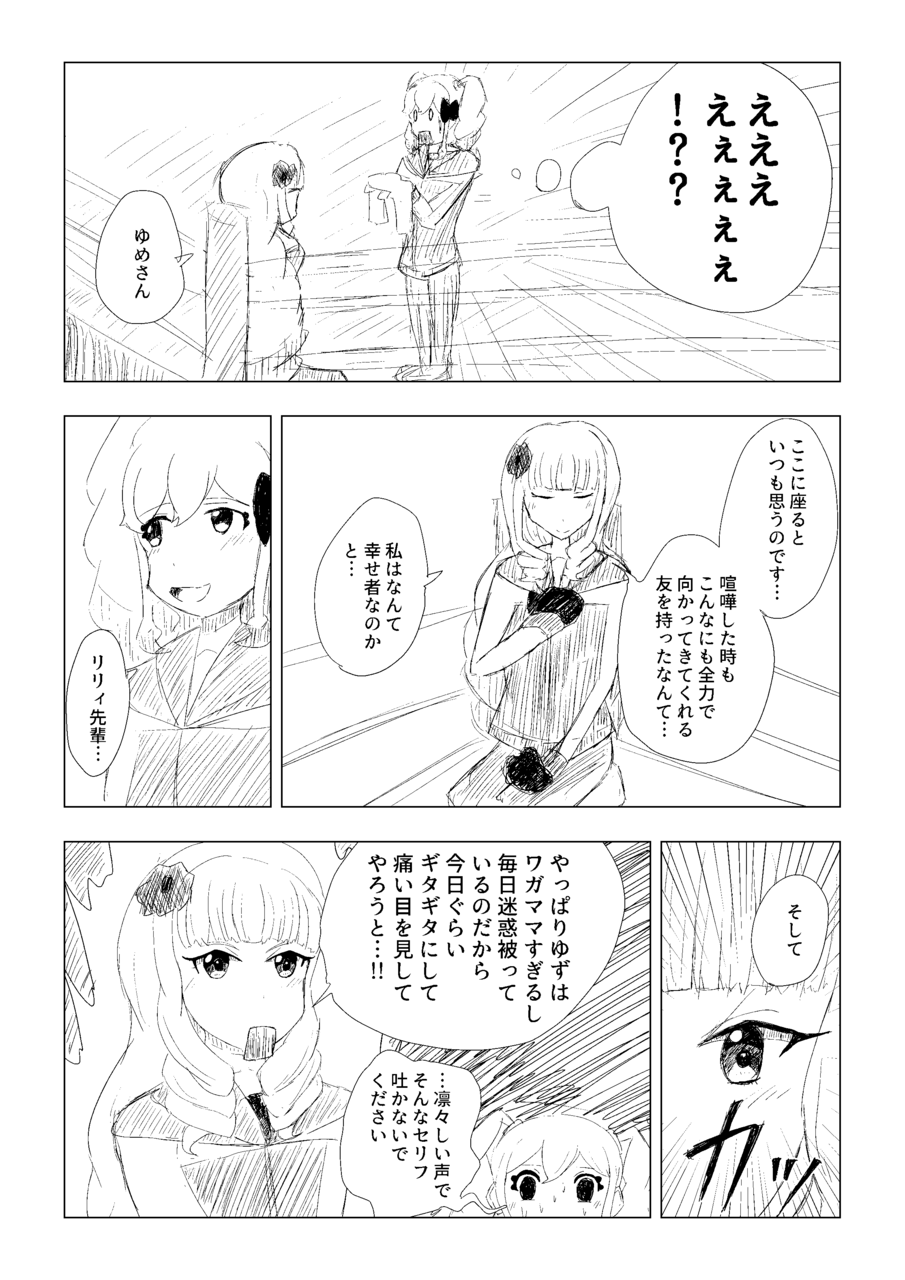 えええ
えぇぇぇぇ
！？？
ゆめさん
ここに座ると
いつも思うのです…
喧嘩した時も
こんなにも全力で
向かってきてくれる
友を持ったなんて…
私はなんて
幸せ者なのか
と…
リリィ先輩…
そして
カッ
やっぱりゆずは
ワガママすぎるし
毎日迷惑被って
いるのだから
今日ぐらい
ギタギタにして
痛い目を見して
やろうと…!!
…凛々しい声で
そんなセリフ
吐かないで
ください